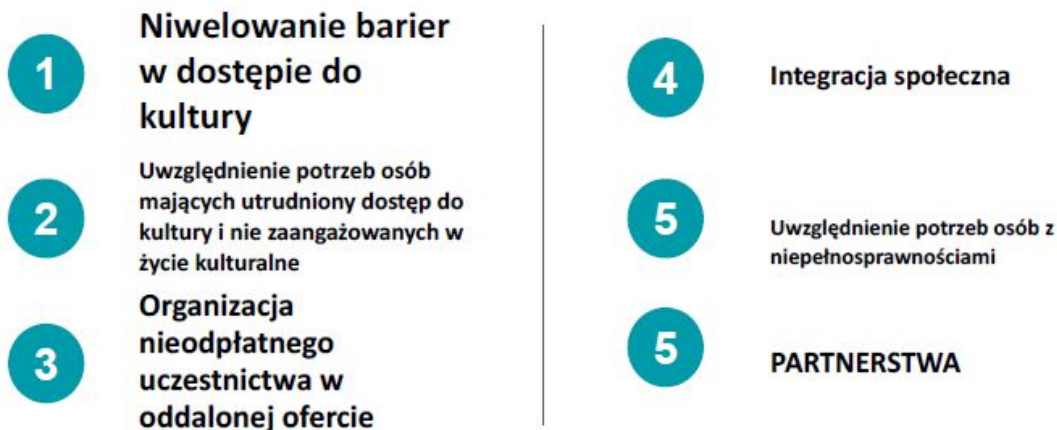 1
Niwelowanie barier
w dostępie do
kultury
2
Uwzględnienie potrzeb osób
mających utrudniony dostęp do
kultury i nie zaangażowanych w
życie kulturalne
3
Organizacja
nieodpłatnego
uczestnictwa w
oddalonej ofercie
4
Integracja społeczna
5
Uwzględnienie potrzeb osób z
niepełnosprawnościami
5
PARTNERSTWA